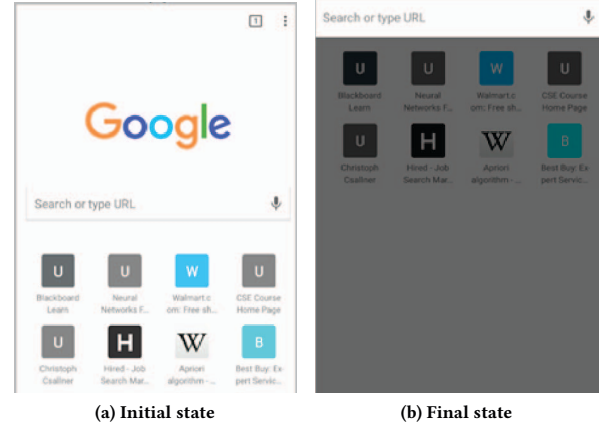 1
Google
Search or type URL
U U W U
Blackboard Neural Walmart.c CSE Course
Learn Networks F... om: Free sh... Home Page
U H W B
Christoph Hired - Job Apriori Best Buy: Ex
Csallner Search Mar... algorithm - ... pert Servic...
(a) Initial state
Search or type URL
U U W U
Blackboard Neural Walmart.c CSE Course
Learn Networks F... om: Free sh... Home Page
U H W B
Christoph Hired - Job Apriori Best Buy: Ex
Csallner Search Mar... algorithm - ... pert Servic...
(b) Final state